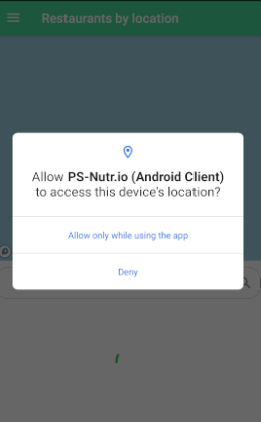 Restaurants by location
Allow PS-Nutr.io (Android Client)
to access this device's location?
Allow only while using the app
Deny